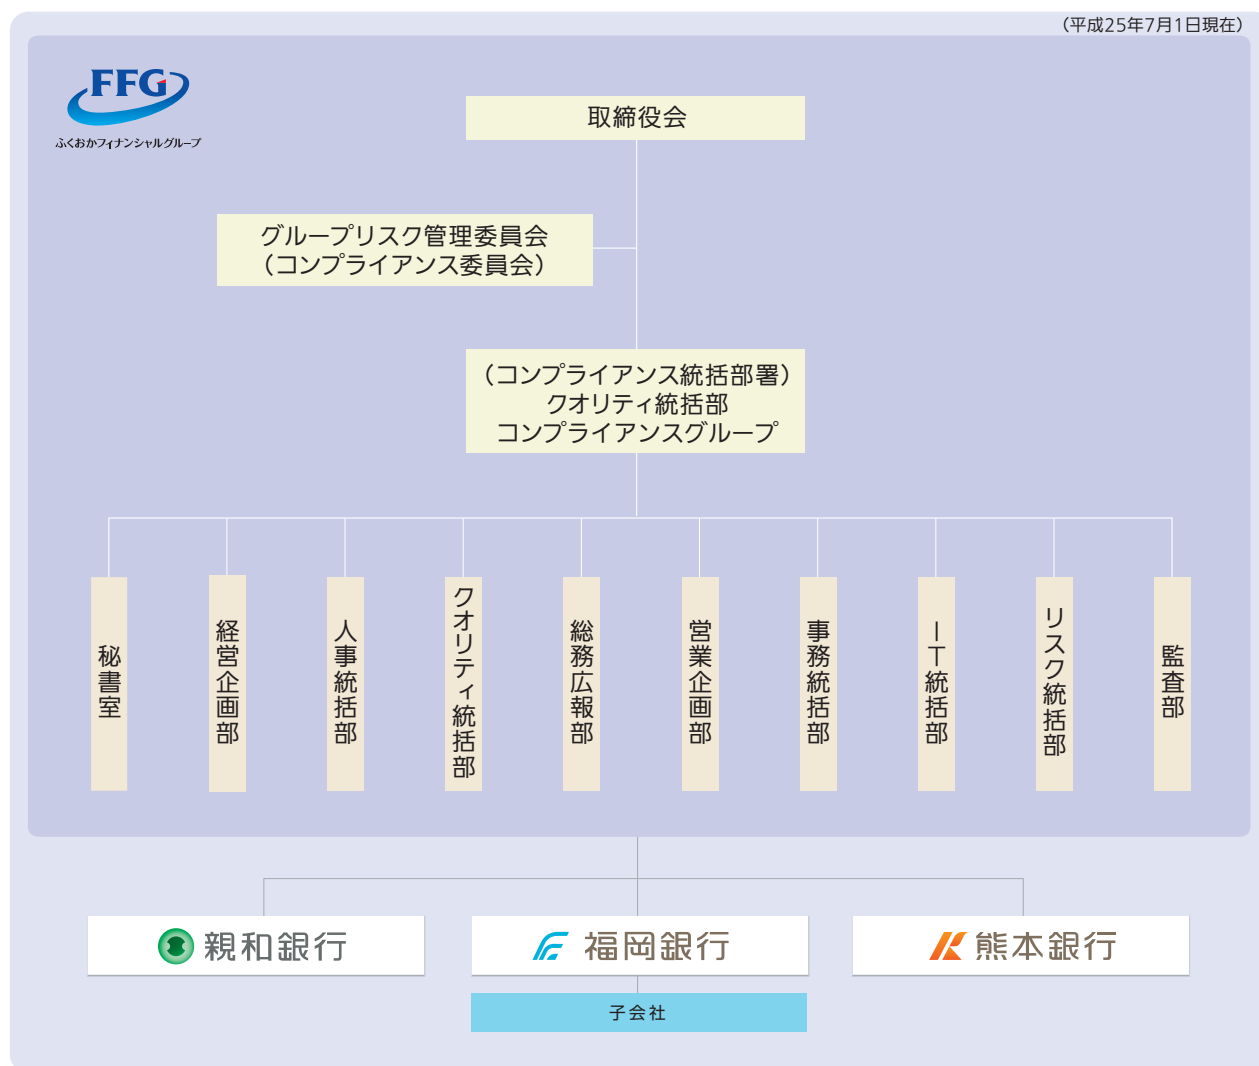 （平成25年7月1日現在）
FFG
ふくおかフィナンシャルグループ
取締役会
グループリスク管理委員会
（コンプライアンス委員会）
（コンプライアンス統括部署）
クオリティ統括部
コンプライアンスグループ
秘書室
経営企画部
人事統括部
クオリティ統括部
総務広報部
営業企画部
事務統括部
IT統括部
リスク統括部
監査部
親和銀行
福岡銀行
熊本銀行
子会社